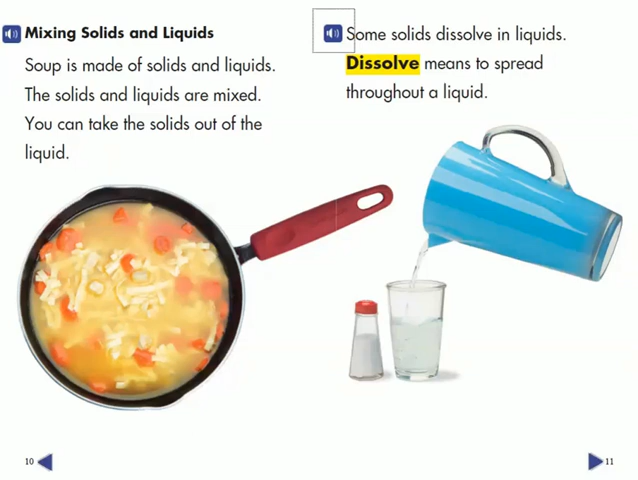 Mixing Solids and Liquids
Soup is made of solids and liquids.
The solids and liquids are mixed.
You can take the solids out of the
liquid.
Some solids dissolve in liquids.
Dissolve means to spread
throughout a liquid.
10
11